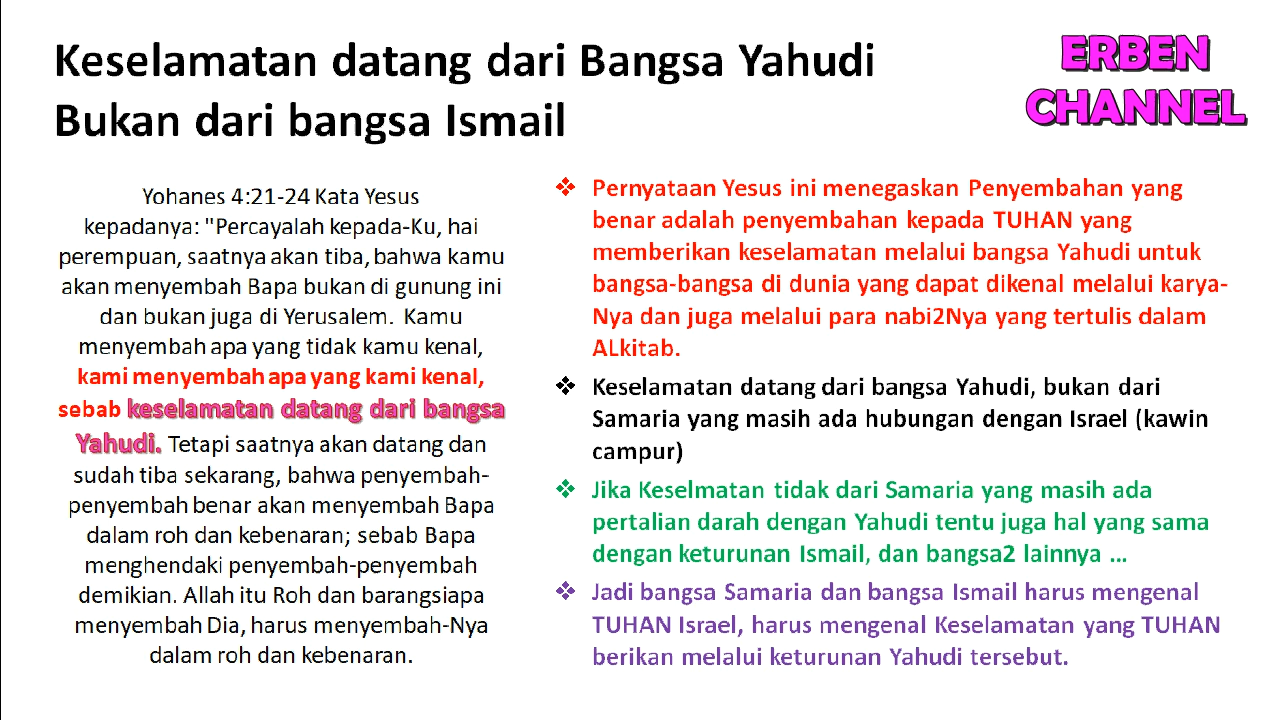 Keselamatan datang dari Bangsa Yahudi
Bukan dari bangsa Ismail
ERBEN
CHANNEL
Yohanes 4:21-24 Kata Yesus
kepadanya: "Percayalah kepada-Ku, hai
perempuan, saatnya akan tiba, bahwa kamu
akan menyembah Bapa bukan di gunung ini
dan bukan juga di Yerusalem. Kamu
menyembah apa yang tidak kamu kenal,
kami menyembah apa yang kami kenal,
sebab keselamatan datang dari bangsa
Yahudi. Tetapi saatnya akan datang dan
sudah tiba sekarang, bahwa penyembah-
penyembah benar akan menyembah Bapa
dalam roh dan kebenaran; sebab Bapa
menghendaki penyembah-penyembah
demikian. Allah itu Roh dan barangsiapa
menyembah Dia, harus menyembah-Nya
dalam roh dan kebenaran.
❖ Pernyataan Yesus ini menegaskan Penyembahan yang
benar adalah penyembahan kepada TUHAN yang
memberikan keselamatan melalui bangsa Yahudi untuk
bangsa-bangsa di dunia yang dapat dikenal melalui karya-
Nya dan juga melalui para nabi2Nya yang tertulis dalam
ALkitab.
❖ Keselamatan datang dari bangsa Yahudi, bukan dari
Samaria yang masih ada hubungan dengan Israel (kawin
campur)
❖ Jika Keselmatan tidak dari Samaria yang masih ada
pertalian darah dengan Yahudi tentu juga hal yang sama
dengan keturunan Ismail, dan bangsa2 lainnya ...
❖ Jadi bangsa Samaria dan bangsa Ismail harus mengenal
TUHAN Israel, harus mengenal Keselamatan yang TUHAN
berikan melalui keturunan Yahudi tersebut.